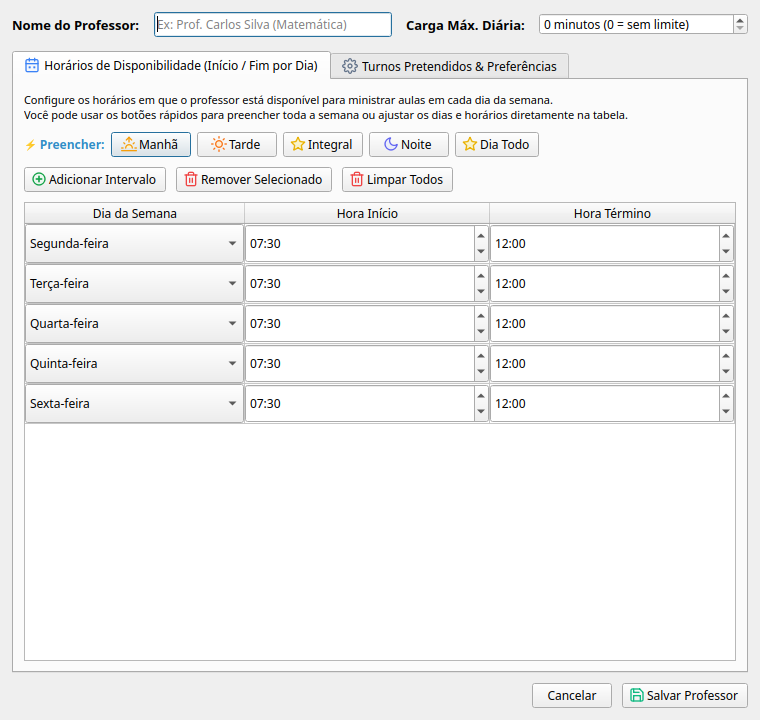 Nome do Professor: Ex: Prof. Carlos Silva (Matemática) Carga Máx. Diária: 0 minutos (0 = sem limite)
Horários de Disponibilidade (Início / Fim por Dia) Turnos Pretendidos & Preferências
Configure os horários em que o professor está disponível para ministrar aulas em cada dia da semana.
Você pode usar os botões rápidos para preencher toda a semana ou ajustar os dias e horários diretamente na tabela.
⚡ Preencher: Manhã Tarde Integral Noite Dia Todo
Adicionar Intervalo Remover Selecionado Limpar Todos
Dia da Semana Hora Início Hora Término
Segunda-feira 07:30 12:00
Terça-feira 07:30 12:00
Quarta-feira 07:30 12:00
Quinta-feira 07:30 12:00
Sexta-feira 07:30 12:00
Cancelar Salvar Professor